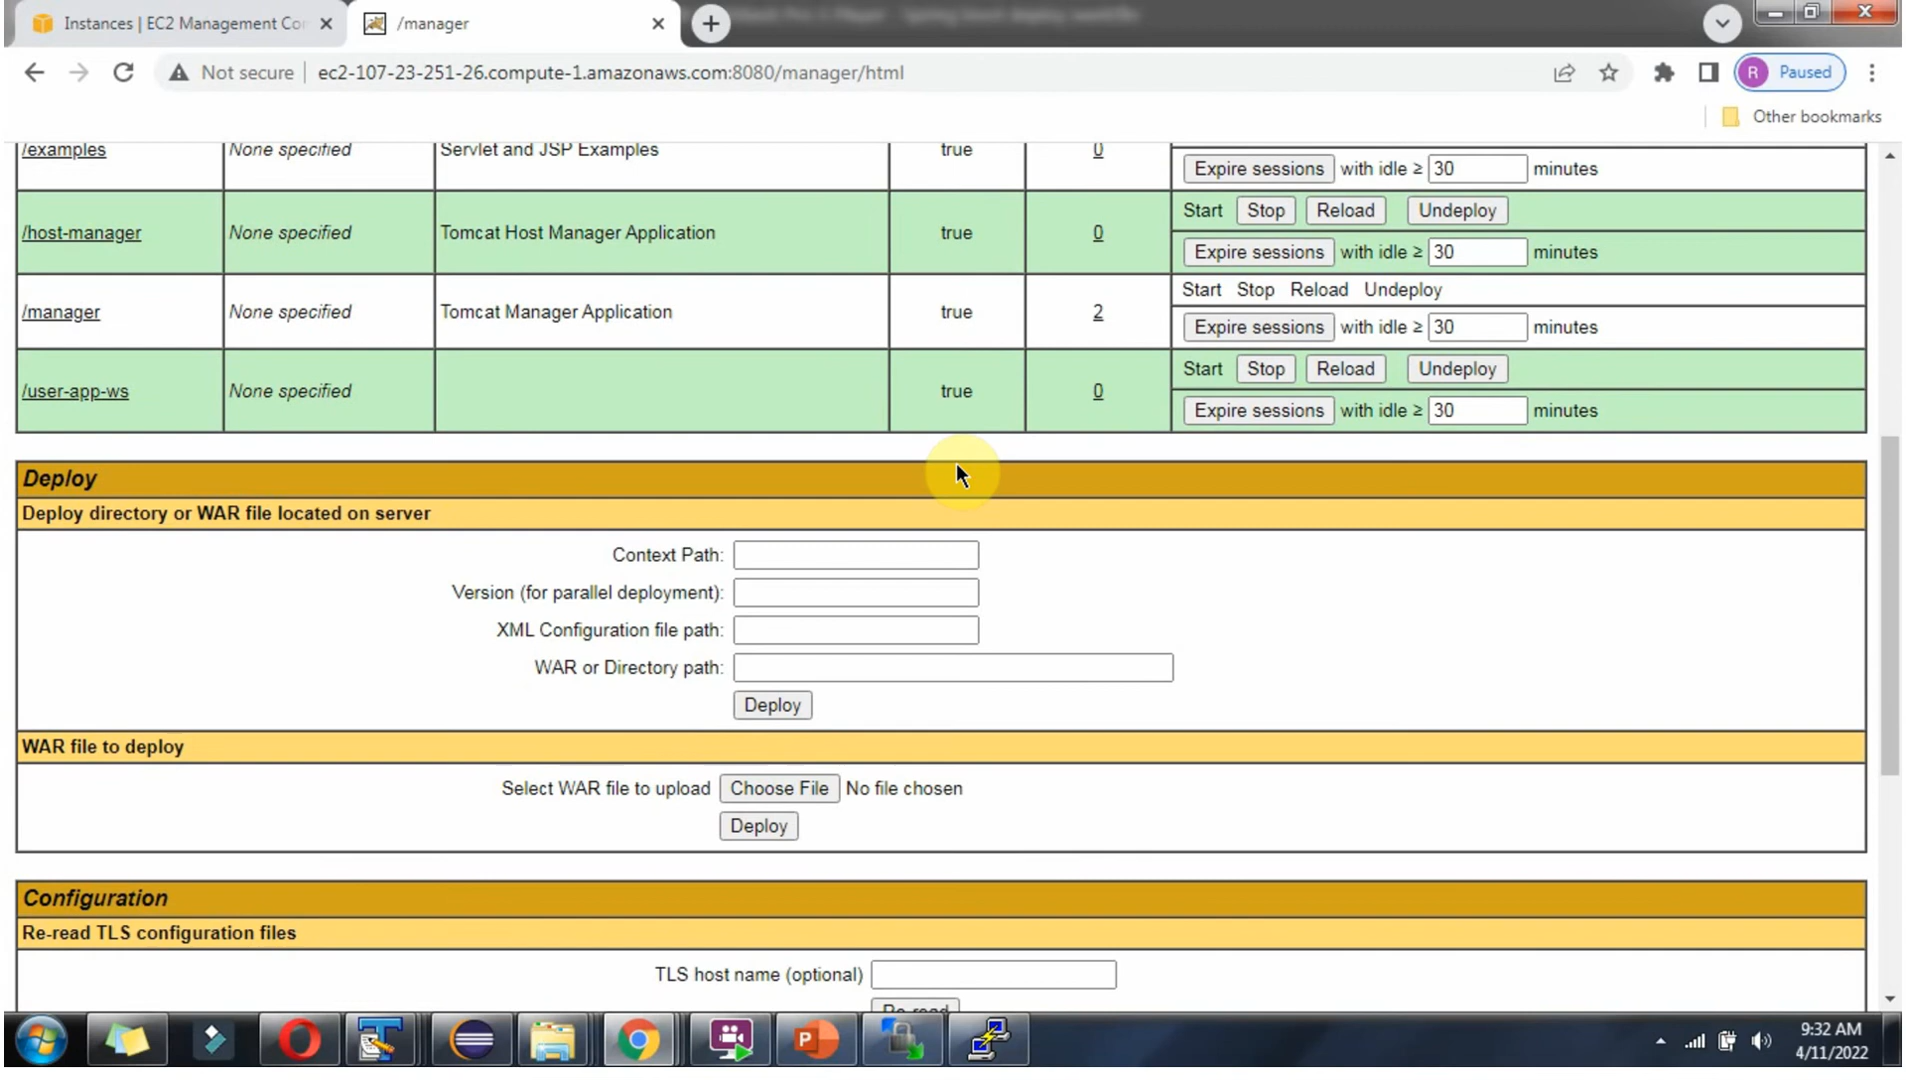 Instances | EC2 Management Con
/manager
Not secure
ec2-107-23-251-26.compute-1.amazonaws.com:8080/manager/html
R Paused
Other bookmarks
/examples None specified Servlet and JSP Examples true 0
Expire sessions with idle ≥ 30 minutes
/host-manager None specified Tomcat Host Manager Application true 0 Start Stop Reload Undeploy
Expire sessions with idle ≥ 30 minutes
/manager None specified Tomcat Manager Application true 2 Start Stop Reload Undeploy
Expire sessions with idle ≥ 30 minutes
/user-app-ws None specified true 0 Start Stop Reload Undeploy
Expire sessions with idle ≥ 30 minutes
Deploy
Deploy directory or WAR file located on server
Context Path:
Version (for parallel deployment):
XML Configuration file path:
WAR or Directory path:
Deploy
WAR file to deploy
Select WAR file to upload Choose File No file chosen
Deploy
Configuration
Re-read TLS configuration files
TLS host name (optional)
Re-read
9:32 AM
4/11/2022